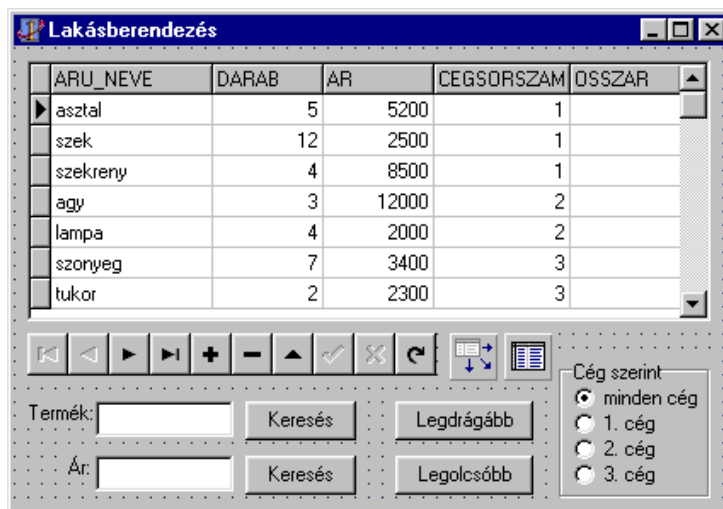 Lakásberendezés
ARU_NEVE DARAB AR CEGSORSZAM OSSZAR
asztal 5 5200 1
szek 12 2500 1
szekreny 4 8500 1
agy 3 12000 2
lampa 4 2000 2
szonyeg 7 3400 3
tukor 2 2300 3
Cég szerint
minden cég
1. cég
2. cég
3. cég
Termék: Keresés Legdrágább
Ár: Keresés Legolcsóbb